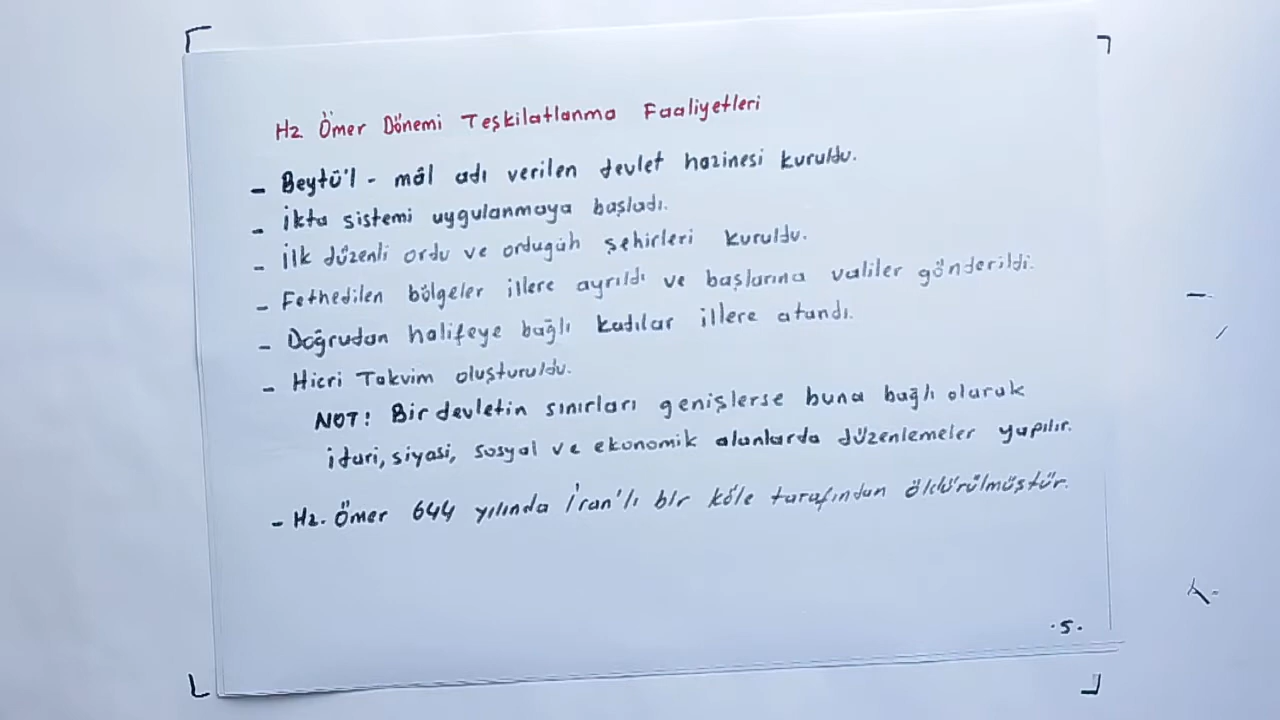 Hz. Ömer Dönemi Teşkilatlanma Faaliyetleri
- Beytü'l - mâl adı verilen devlet hazinesi kuruldu.
- İkta sistemi uygulanmaya başladı.
- İlk düzenli ordu ve ordugâh şehirleri kuruldu.
- Fethedilen bölgeler illere ayrıldı ve başlarına valiler gönderildi.
- Doğrudan halifeye bağlı kadılar illere atandı.
- Hicri Takvim oluşturuldu.
NOT: Bir devletin sınırları genişlerse buna bağlı olarak
idari, siyasi, sosyal ve ekonomik alanlarda düzenlemeler yapılır.
- Hz. Ömer 644 yılında İran'lı bir köle tarafından öldürülmüştür.
.5.